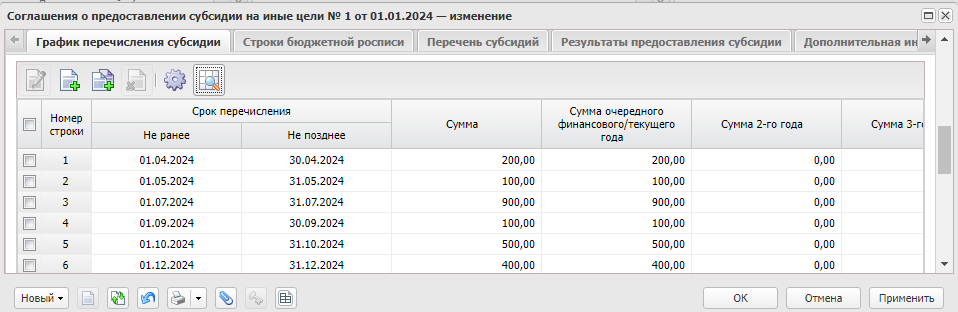 Соглашения о предоставлении субсидии на иные цели № 1 от 01.01.2024 — изменение
График перечисления субсидии Строки бюджетной росписи Перечень субсидий Результаты предоставления субсидии Дополнительная ин
Номер строки Срок перечисления Не ранее Не позднее Сумма Сумма очередного финансового/текущего года Сумма 2-го года Сумма 3-г
1 01.04.2024 30.04.2024 200,00 200,00 0,00
2 01.05.2024 31.05.2024 100,00 100,00 0,00
3 01.07.2024 31.07.2024 900,00 900,00 0,00
4 01.09.2024 30.09.2024 100,00 100,00 0,00
5 01.10.2024 31.10.2024 500,00 500,00 0,00
6 01.12.2024 31.12.2024 400,00 400,00 0,00
Новый ОК Отмена Применить